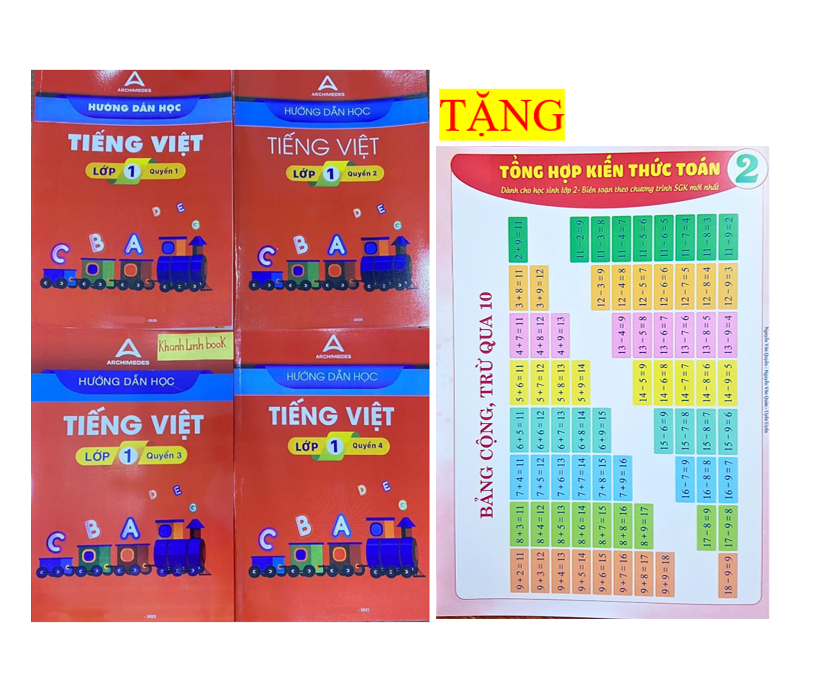 ARCHIMEDES
HƯỚNG DẪN HỌC
TIẾNG VIỆT
LỚP 1 Quyển 1
D E G
C B A
2022
ARCHIMEDES
HƯỚNG DẪN HỌC
TIẾNG VIỆT
LỚP 1 Quyển 2
D E G
C B A
Khánh Linh book
ARCHIMEDES
HƯỚNG DẪN HỌC
TIẾNG VIỆT
LỚP 1 Quyển 3
D E G
C B A
ARCHIMEDES
HƯỚNG DẪN HỌC
TIẾNG VIỆT
LỚP 1 Quyển 4
D E G
C B A
TẶNG
TỔNG HỢP KIẾN THỨC TOÁN 2
Dành cho học sinh lớp 2- Biên soạn theo chương trình SGK mới nhất
BẢNG CỘNG, TRỪ QUA 10
9 + 2 = 11 8 + 3 = 11 7 + 4 = 11 6 + 5 = 11 5 + 6 = 11 4 + 7 = 11 3 + 8 = 11 2 + 9 = 11
9 + 3 = 12 8 + 4 = 12 7 + 5 = 12 6 + 6 = 12 5 + 7 = 12 4 + 8 = 12 3 + 9 = 12
9 + 4 = 13 8 + 5 = 13 7 + 6 = 13 6 + 7 = 13 5 + 8 = 13 4 + 9 = 13
9 + 5 = 14 8 + 6 = 14 7 + 7 = 14 6 + 8 = 14 5 + 9 = 14 11 − 2 = 9
9 + 6 = 15 8 + 7 = 15 7 + 8 = 15 6 + 9 = 15 12 − 3 = 9 11 − 3 = 8
9 + 7 = 16 8 + 8 = 16 7 + 9 = 16 13 − 4 = 9 12 − 4 = 8 11 − 4 = 7
9 + 8 = 17 8 + 9 = 17 14 − 5 = 9 13 − 5 = 8 12 − 5 = 7 11 − 5 = 6
9 + 9 = 18 15 − 6 = 9 14 − 6 = 8 13 − 6 = 7 12 − 6 = 6 11 − 6 = 5
16 − 7 = 9 15 − 7 = 8 14 − 7 = 7 13 − 7 = 6 12 − 7 = 5 11 − 7 = 4
17 − 8 = 9 16 − 8 = 8 15 − 8 = 7 14 − 8 = 6 13 − 8 = 5 12 − 8 = 4 11 − 8 = 3
18 − 9 = 9 17 − 9 = 8 16 − 9 = 7 15 − 9 = 6 14 − 9 = 5 13 − 9 = 4 12 − 9 = 3 11 − 9 = 2